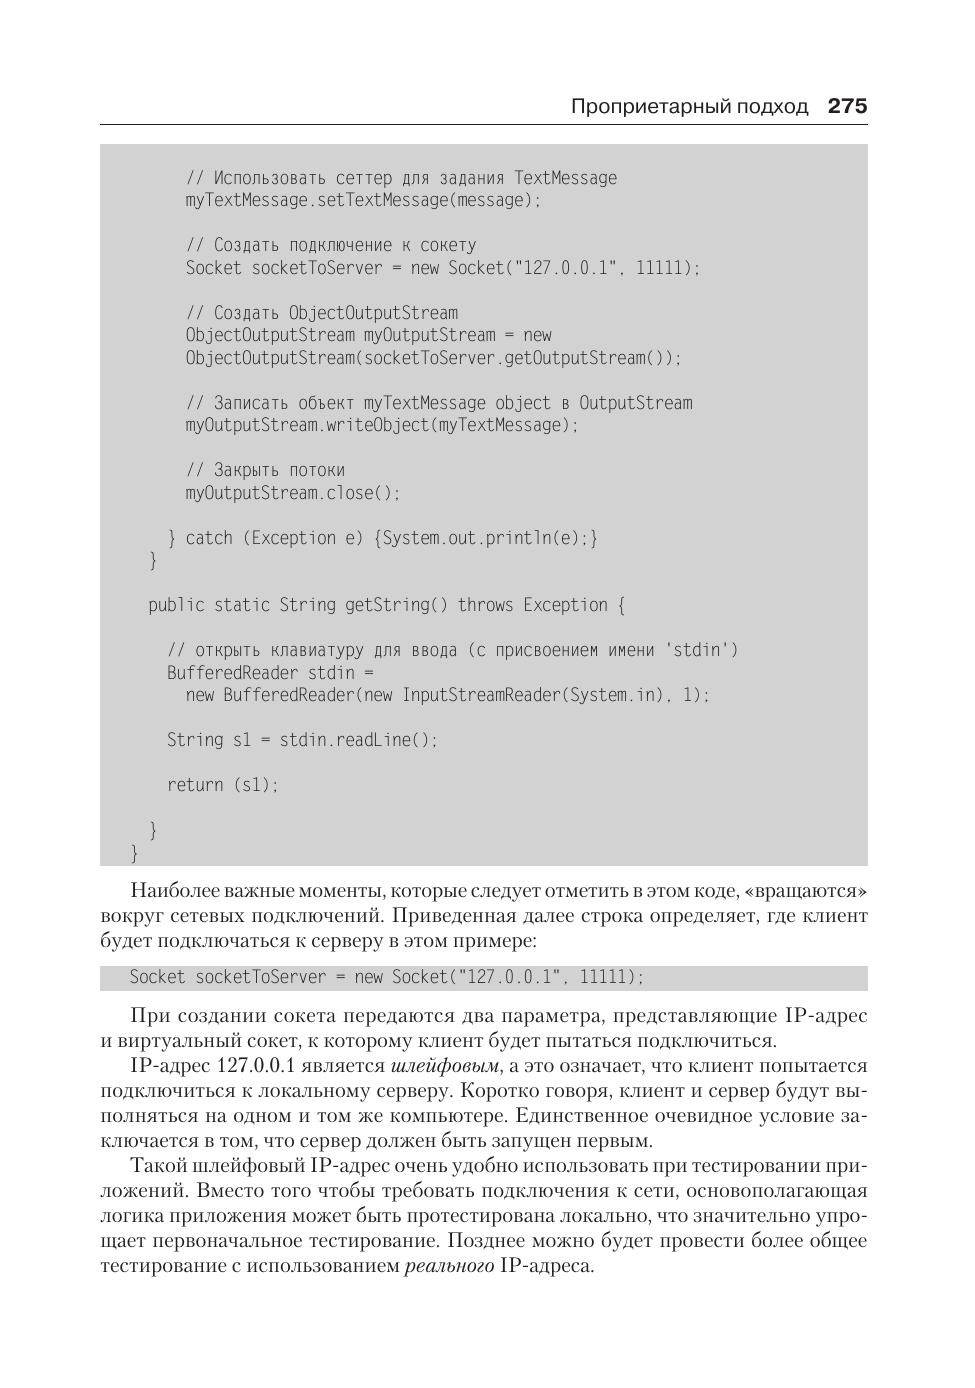 Проприетарный подход 275
// Использовать сеттер для задания TextMessage
myTextMessage.setTextMessage(message);
// Создать подключение к сокету
Socket socketToServer = new Socket("127.0.0.1", 11111);
// Создать ObjectOutputStream
ObjectOutputStream myOutputStream = new
ObjectOutputStream(socketToServer.getOutputStream());
// Записать объект myTextMessage object в OutputStream
myOutputStream.writeObject(myTextMessage);
// Закрыть потоки
myOutputStream.close();
} catch (Exception e) {System.out.println(e);}
}
public static String getString() throws Exception {
// открыть клавиатуру для ввода (с присвоением имени 'stdin')
BufferedReader stdin =
new BufferedReader(new InputStreamReader(System.in), 1);
String s1 = stdin.readLine();
return (s1);
}
}
Наиболее важные моменты, которые следует отметить в этом коде, «вращаются»
вокруг сетевых подключений. Приведенная далее строка определяет, где клиент
будет подключаться к серверу в этом примере:
Socket socketToServer = new Socket("127.0.0.1", 11111);
При создании сокета передаются два параметра, представляющие IP-адрес
и виртуальный сокет, к которому клиент будет пытаться подключиться.
IP-адрес 127.0.0.1 является шлейфовым, а это означает, что клиент попытается
подключиться к локальному серверу. Коротко говоря, клиент и сервер будут вы-
полняться на одном и том же компьютере. Единственное очевидное условие за-
ключается в том, что сервер должен быть запущен первым.
Такой шлейфовый IP-адрес очень удобно использовать при тестировании при-
ложений. Вместо того чтобы требовать подключения к сети, основополагающая
логика приложения может быть протестирована локально, что значительно упро-
щает первоначальное тестирование. Позднее можно будет провести более общее
тестирование с использованием реального IP-адреса.